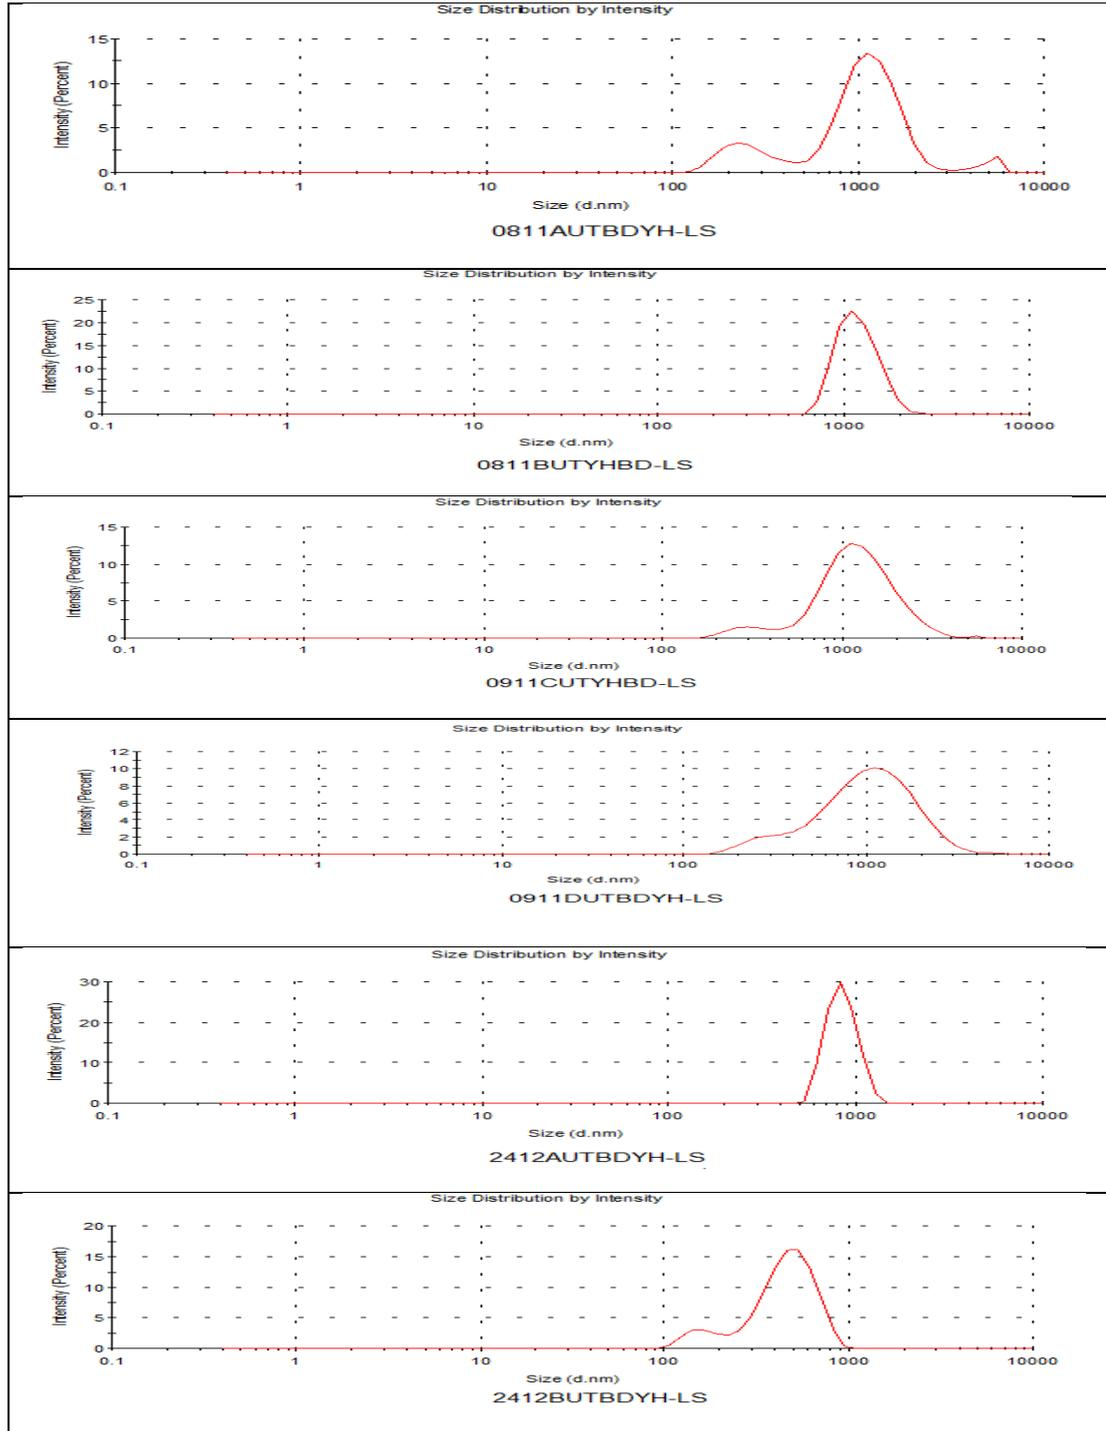 Size Distribution by Intensity
15
10
5
0
Intensity (Percent)
0.1 1 10 100 1000 10000
Size (d.nm)
0811AUTBDYH-LS
Size Distribution by Intensity
25
20
15
10
5
0
Intensity (Percent)
0.1 1 10 100 1000 10000
Size (d.nm)
0811BUTYHBD-LS
Size Distribution by Intensity
15
10
5
0
Intensity (Percent)
0.1 1 10 100 1000 10000
Size (d.nm)
0911CUTYHBD-LS
Size Distribution by Intensity
12
10
8
6
4
2
0
Intensity (Percent)
0.1 1 10 100 1000 10000
Size (d.nm)
0911DUTBDYH-LS
Size Distribution by Intensity
30
20
10
0
Intensity (Percent)
0.1 1 10 100 1000 10000
Size (d.nm)
2412AUTBDYH-LS
Size Distribution by Intensity
20
15
10
5
0
Intensity (Percent)
0.1 1 10 100 1000 10000
Size (d.nm)
2412BUTBDYH-LS